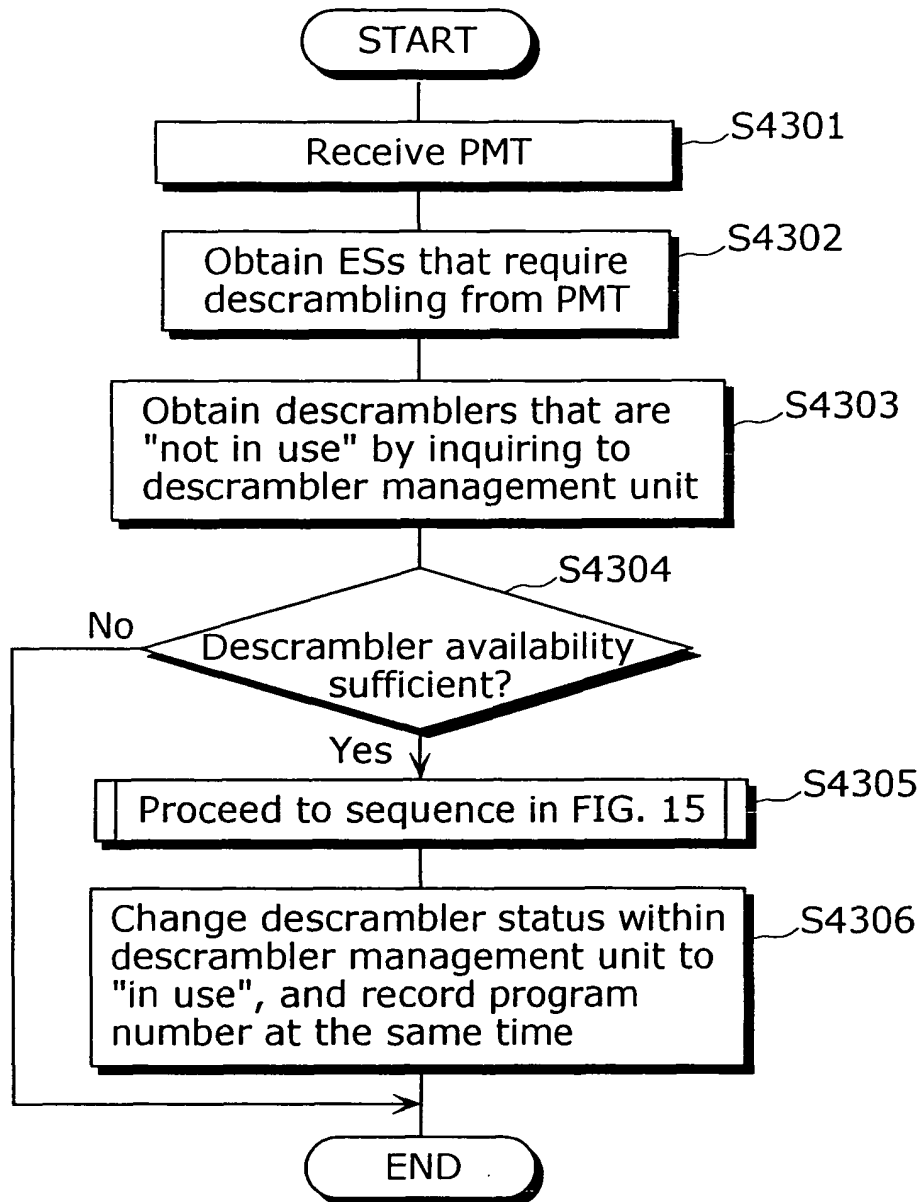 START
Receive PMT
S4301
Obtain ESs that require
descrambling from PMT
S4302
Obtain descramblers that are
"not in use" by inquiring to
descrambler management unit
S4303
S4304
No
Descrambler availability
sufficient?
Yes
Proceed to sequence in FIG. 15
S4305
Change descrambler status within
descrambler management unit to
"in use", and record program
number at the same time
S4306
END